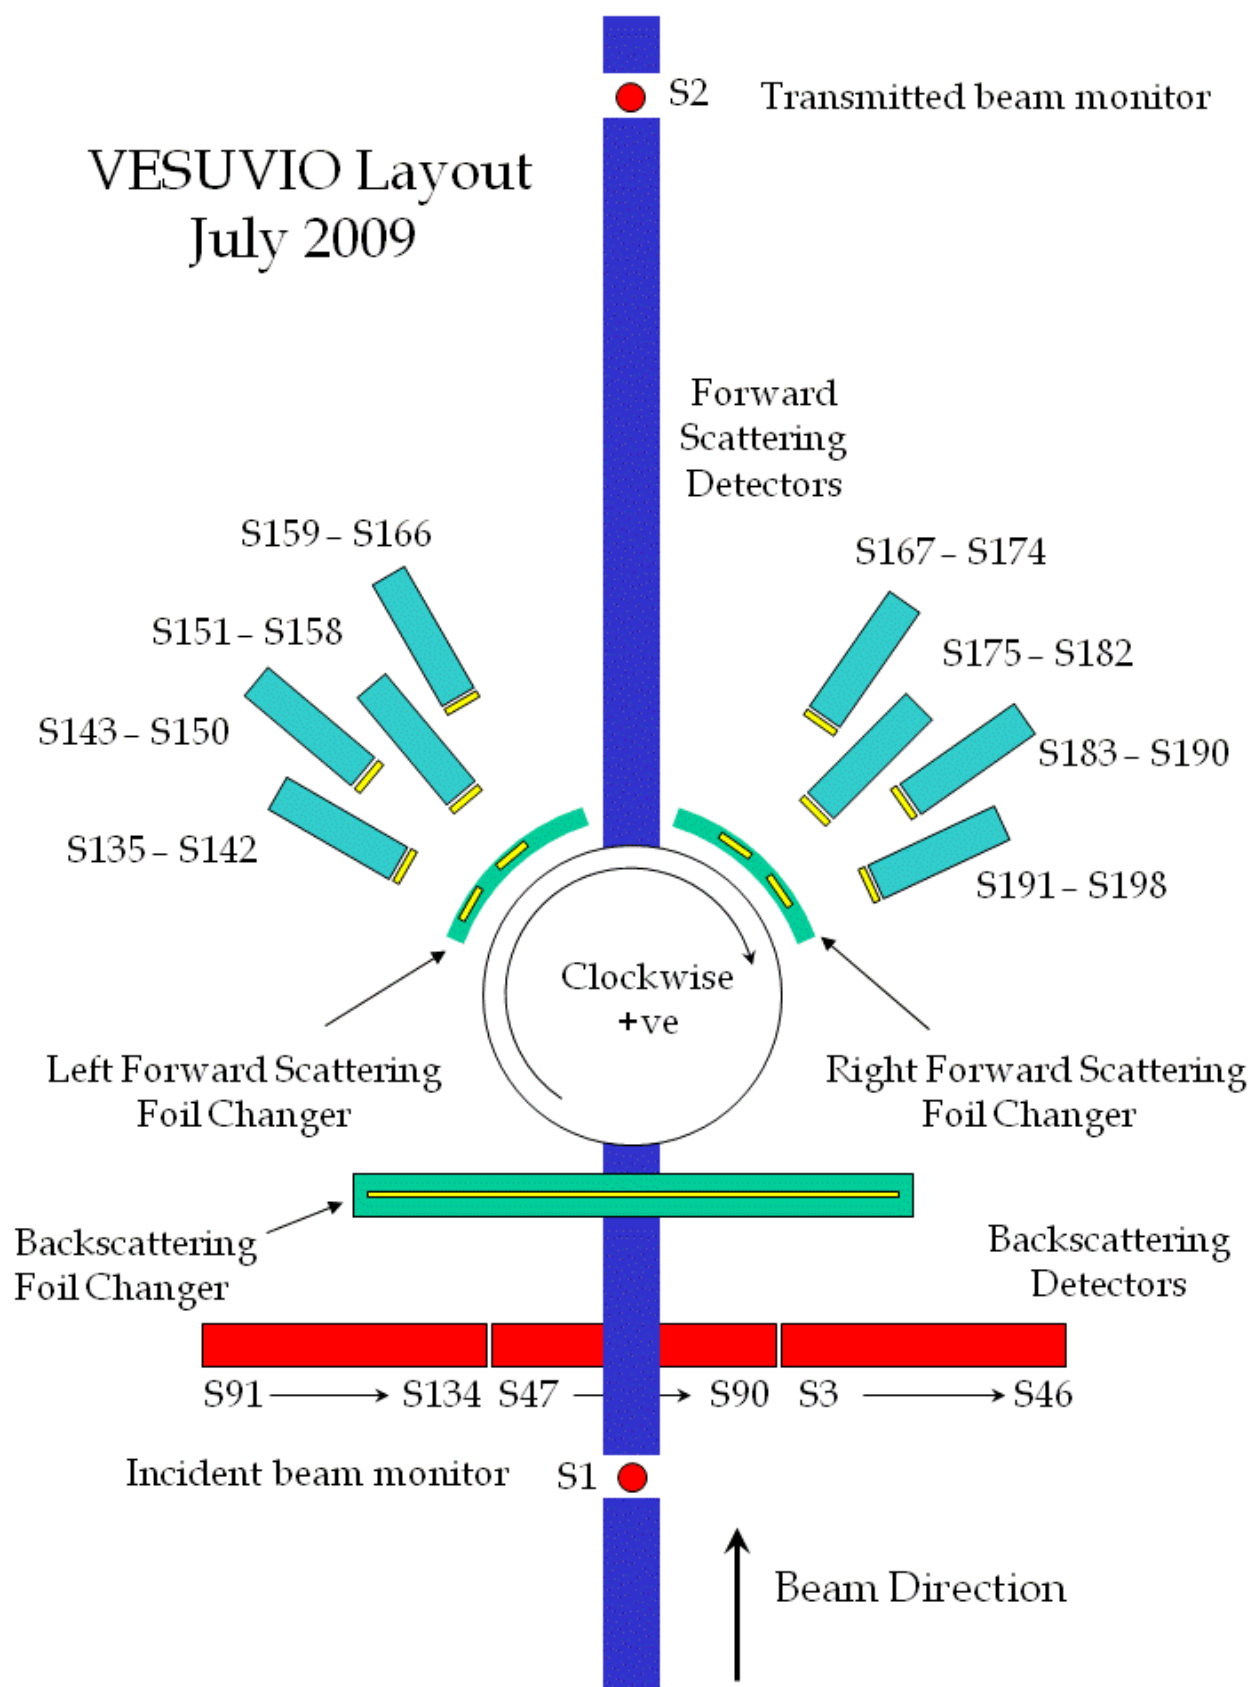 S2
Transmitted beam monitor
VESUVIO Layout
July 2009
Forward
Scattering
Detectors
S159 – S166
S167 – S174
S151 – S158
S175 – S182
S143 – S150
S183 – S190
S135 – S142
S191 – S198
Clockwise
+ve
Left Forward Scattering
Foil Changer
Right Forward Scattering
Foil Changer
Backscattering
Foil Changer
Backscattering
Detectors
S91 S134 S47 S90 S3 S46
Incident beam monitor
S1
Beam Direction